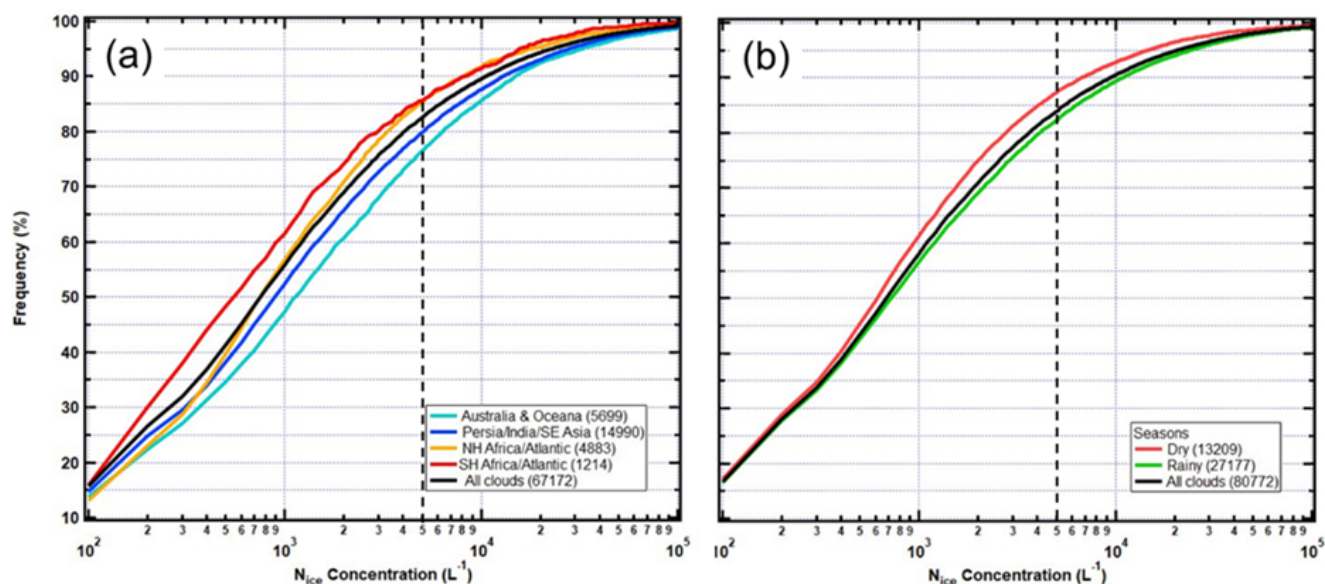 (a)
Frequency (%)
100
90
80
70
60
50
40
30
20
10
Australia & Oceana (5699)
Persia/India/SE Asia (14990)
NH Africa/Atlantic (4883)
SH Africa/Atlantic (1214)
All clouds (67172)
10² 2 3 4 5 6 7 8 9 10³ 2 3 4 5 6 7 8 9 10⁴ 2 3 4 5 6 7 8 9 10⁵
Nice Concentration (L⁻¹)
(b)
Seasons
Dry (13209)
Rainy (27177)
All clouds (80772)
10² 2 3 4 5 6 7 8 9 10³ 2 3 4 5 6 7 8 9 10⁴ 2 3 4 5 6 7 8 9 10⁵
Nice Concentration (L⁻¹)